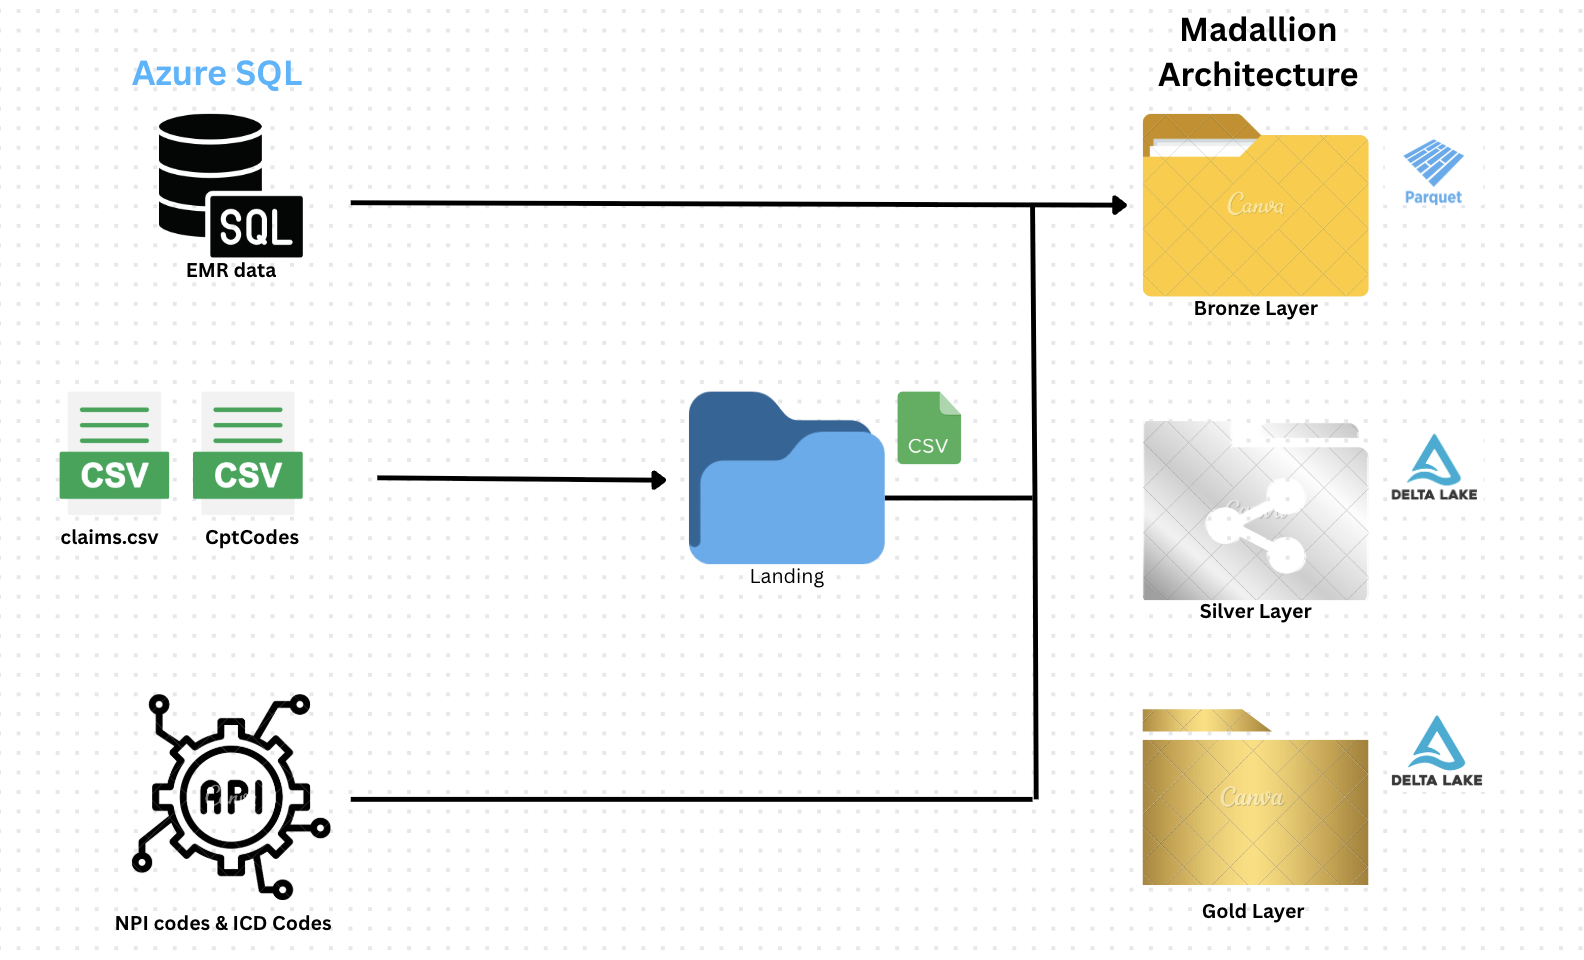 Madallion
Architecture
Azure SQL
SQL
EMR data
Canva
Parquet
Bronze Layer
CSV
CSV
claims.csv
CptCodes
CSV
Landing
DELTA LAKE
Silver Layer
API
NPI codes & ICD Codes
Canva
DELTA LAKE
Gold Layer